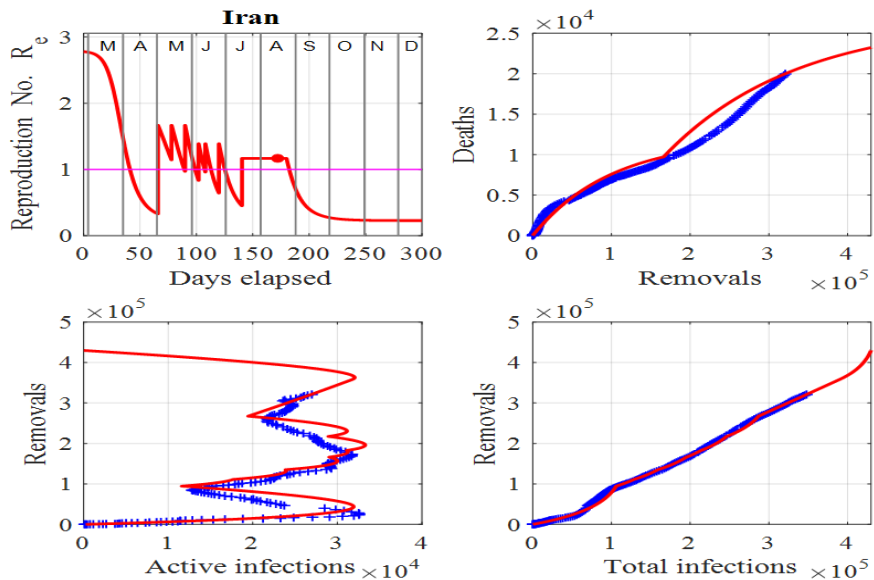 Iran
Reproduction No. R_e
3
2
1
0
M A M J J A S O N D
0 50 100 150 200 250 300
Days elapsed
×10^4
Deaths
2.5
2.0
1.5
1.0
0.5
0
0 1 2 3 4
Removals
×10^5
×10^5
Removals
5
4
3
2
1
0
0 1 2 3 4
Active infections
×10^4
×10^5
Removals
5
4
3
2
1
0
0 1 2 3 4
Total infections
×10^5